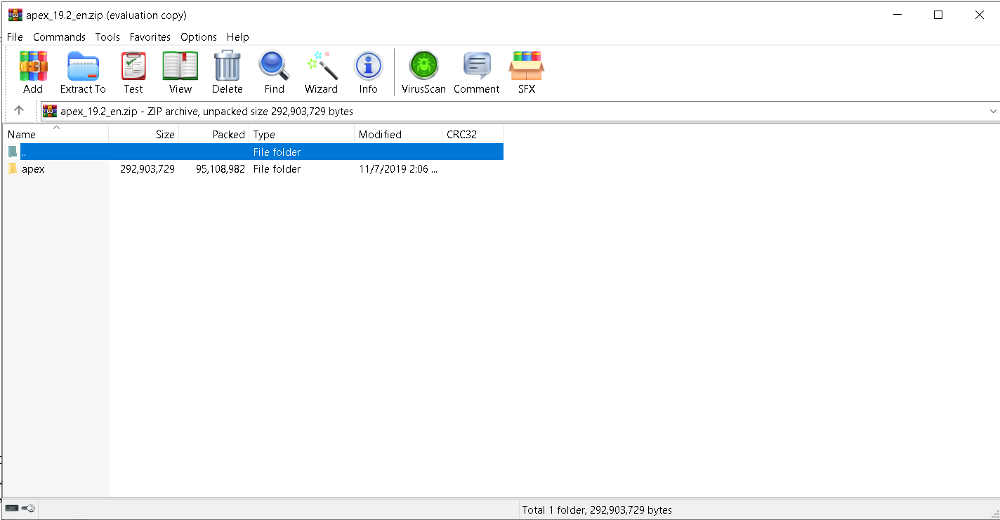 apex_19.2_en.zip (evaluation copy)
File Commands Tools Favorites Options Help
Add Extract To Test View Delete Find Wizard Info VirusScan Comment SFX
apex_19.2_en.zip - ZIP archive, unpacked size 292,903,729 bytes
Name Size Packed Type Modified CRC32
.. File folder
apex 292,903,729 95,108,982 File folder 11/7/2019 2:06 ...
Total 1 folder, 292,903,729 bytes